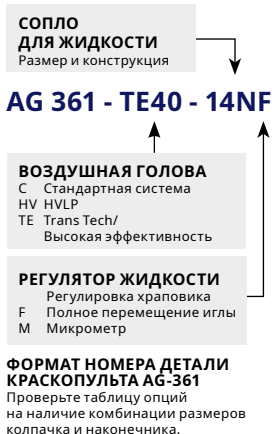 СОПЛО
ДЛЯ ЖИДКОСТИ
Размер и конструкция
AG 361 - TE40 - 14NF
ВОЗДУШНАЯ ГОЛОВА
C Стандартная система
HV HVLP
TE Trans Tech/
Высокая эффективность
РЕГУЛЯТОР ЖИДКОСТИ
Регулировка храповика
F Полное перемещение иглы
M Микрометр
ФОРМАТ НОМЕРА ДЕТАЛИ
КРАСКОПУЛЬТА AG-361
Проверьте таблицу опций
на наличие комбинации размеров
колпачка и наконечника.